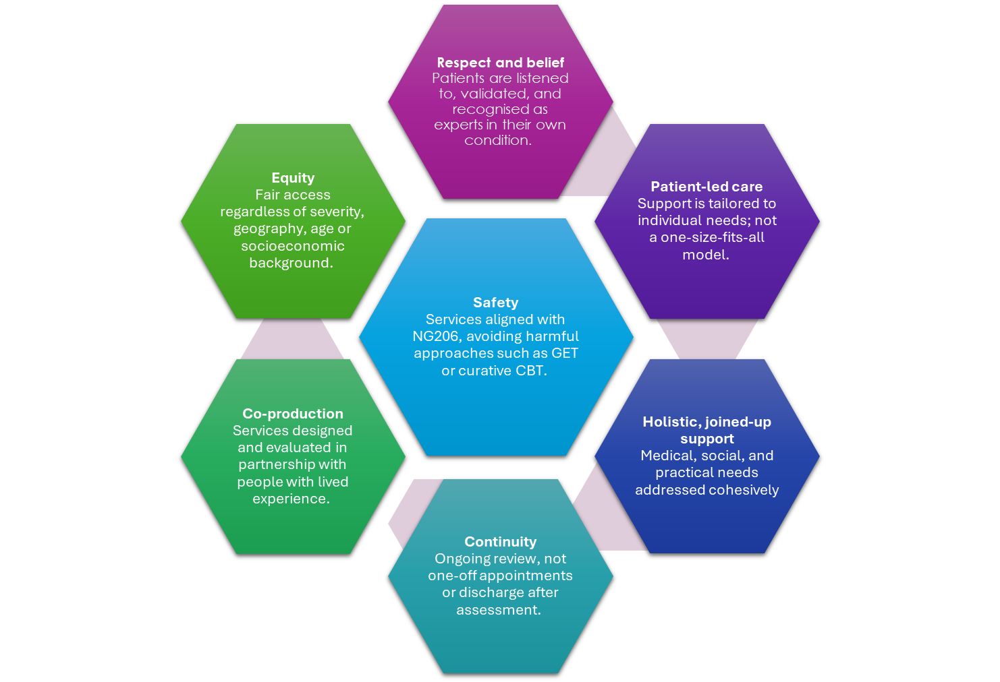 Respect and belief
Patients are listened
to, validated, and
recognised as
experts in their own
condition.
Equity
Fair access
regardless of severity,
geography, age or
socioeconomic
background.
Patient-led care
Support is tailored to
individual needs; not
a one-size-fits-all
model.
Safety
Services aligned with
NG206, avoiding harmful
approaches such as GET
or curative CBT.
Co-production
Services designed
and evaluated in
partnership with
people with lived
experience.
Holistic, joined-up
support
Medical, social, and
practical needs
addressed cohesively
Continuity
Ongoing review, not
one-off appointments
or discharge after
assessment.